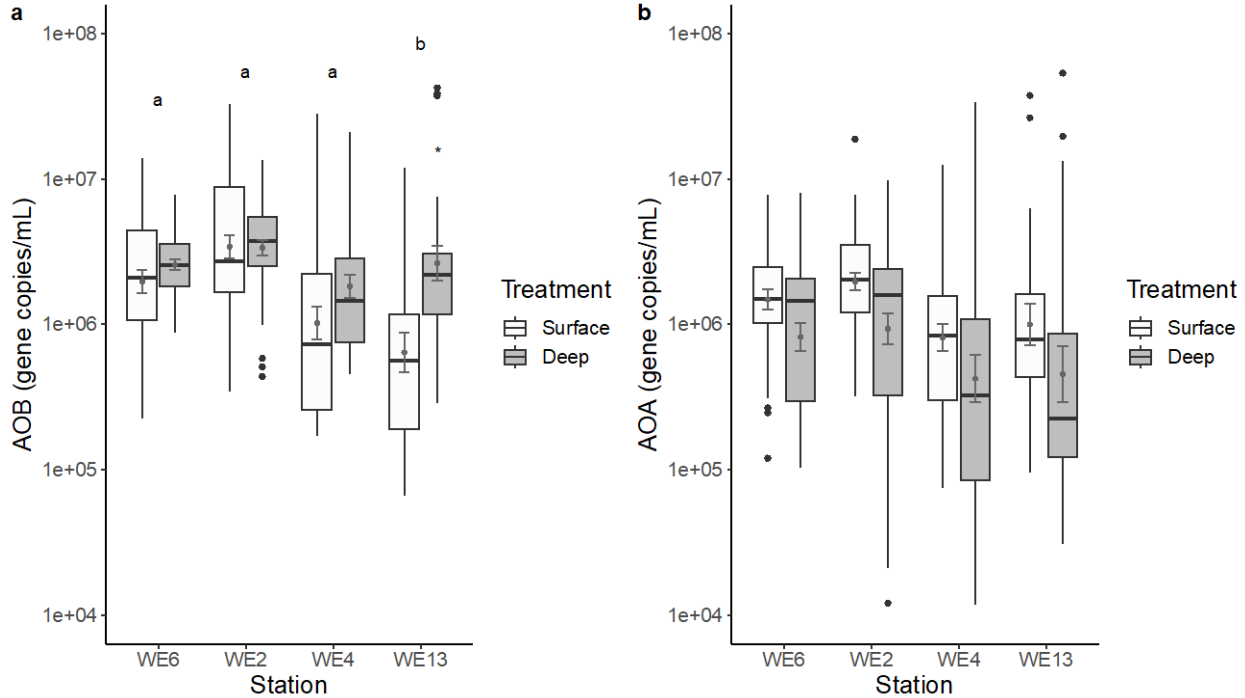 a
1e+08
1e+07
1e+06
1e+05
1e+04
AOB (gene copies/mL)
a
a
a
b
*
WE6 WE2 WE4 WE13
Station
Treatment
Surface
Deep
b
1e+08
1e+07
1e+06
1e+05
1e+04
AOA (gene copies/mL)
WE6 WE2 WE4 WE13
Station
Treatment
Surface
Deep